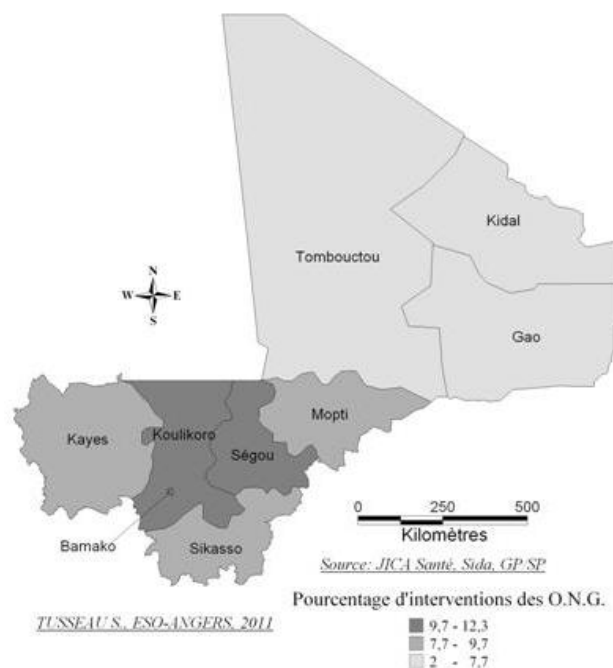 Kidal
Tombouctou
N
W E
S
Gao
Mopti
Kayes
Koulikoro
Ségou
Bamako
Sikasso
0 250 500
Kilomètres
Source: JICA Santé, Sida, GP/SP
TUSSEAU S., ESO-ANGERS, 2011
Pourcentage d'interventions des O.N.G.
9,7 - 12,3
7,7 - 9,7
2 - 7,7